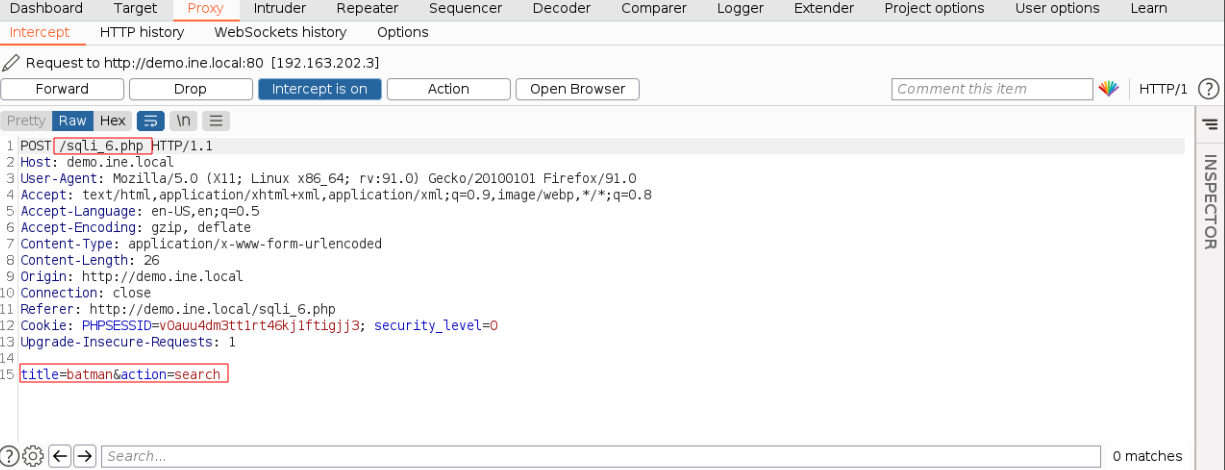 Dashboard Target Proxy Intruder Repeater Sequencer Decoder Comparer Logger Extender Project options User options Learn
Intercept HTTP history WebSockets history Options
Request to http://demo.ine.local:80 [192.163.202.3]
Forward Drop Intercept is on Action Open Browser Comment this item HTTP/1 ?
Pretty Raw Hex \n
1 POST /sqli_6.php HTTP/1.1
2 Host: demo.ine.local
3 User-Agent: Mozilla/5.0 (X11; Linux x86_64; rv:91.0) Gecko/20100101 Firefox/91.0
4 Accept: text/html,application/xhtml+xml,application/xml;q=0.9,image/webp,*/*;q=0.8
5 Accept-Language: en-US,en;q=0.5
6 Accept-Encoding: gzip, deflate
7 Content-Type: application/x-www-form-urlencoded
8 Content-Length: 26
9 Origin: http://demo.ine.local
10 Connection: close
11 Referer: http://demo.ine.local/sqli_6.php
12 Cookie: PHPSESSID=v0auu4dm3tt1rt46kj1ftigjj3; security_level=0
13 Upgrade-Insecure-Requests: 1
14
15 title=batman&action=search
INSPECTOR
? Search... 0 matches